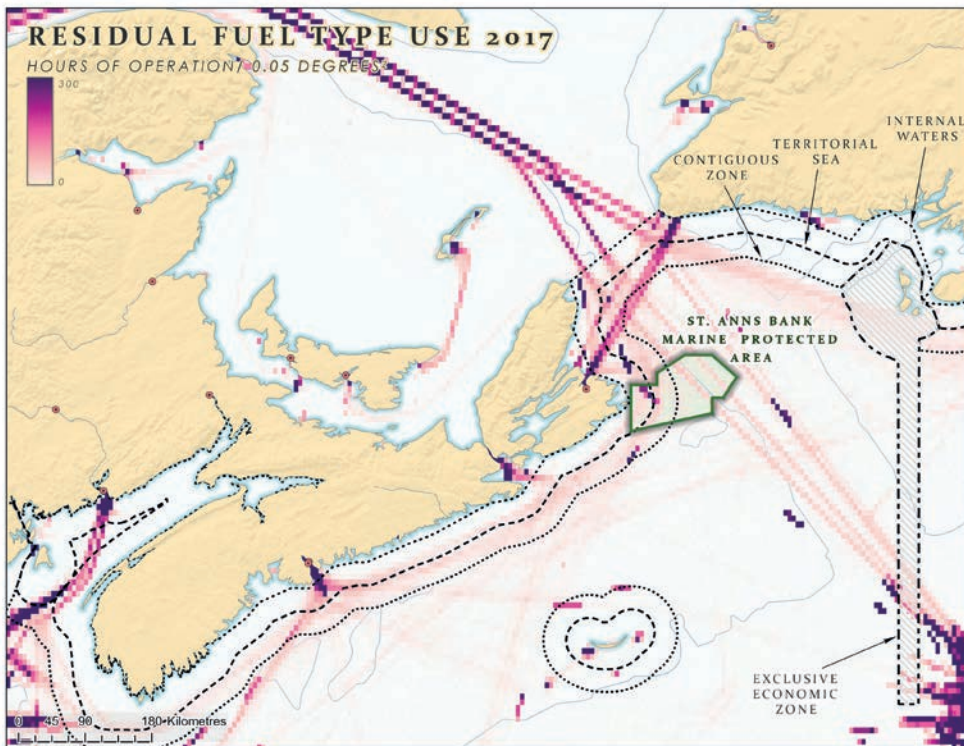 RESIDUAL FUEL TYPE USE 2017
HOURS OF OPERATION/ 0.05 DEGREES
300
0
INTERNAL
WATERS
TERRITORIAL
SEA
CONTIGUOUS
ZONE
ST. ANNS BANK
MARINE PROTECTED
AREA
EXCLUSIVE
ECONOMIC
ZONE
0 45 90 180 Kilometres